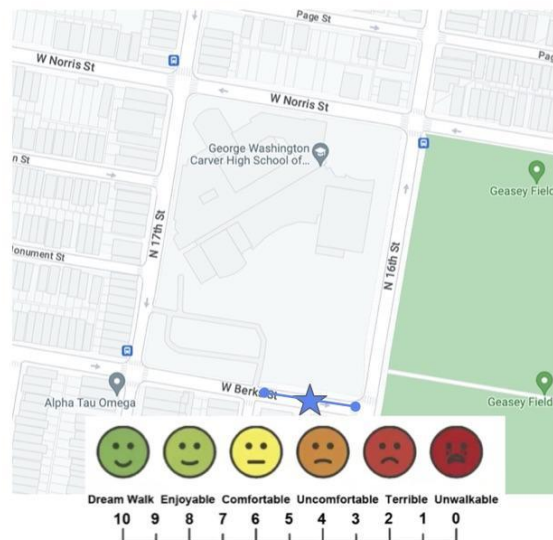 Page St
W Norris St
Pag
W Norris St
George Washington
Carver High School of...
n St
Geasey Field
N 17th St
N 16th St
onument St
W Berks St
Alpha Tau Omega
Geasey Field
Dream Walk Enjoyable Comfortable Uncomfortable Terrible Unwalkable
10 9 8 7 6 5 4 3 2 1 0